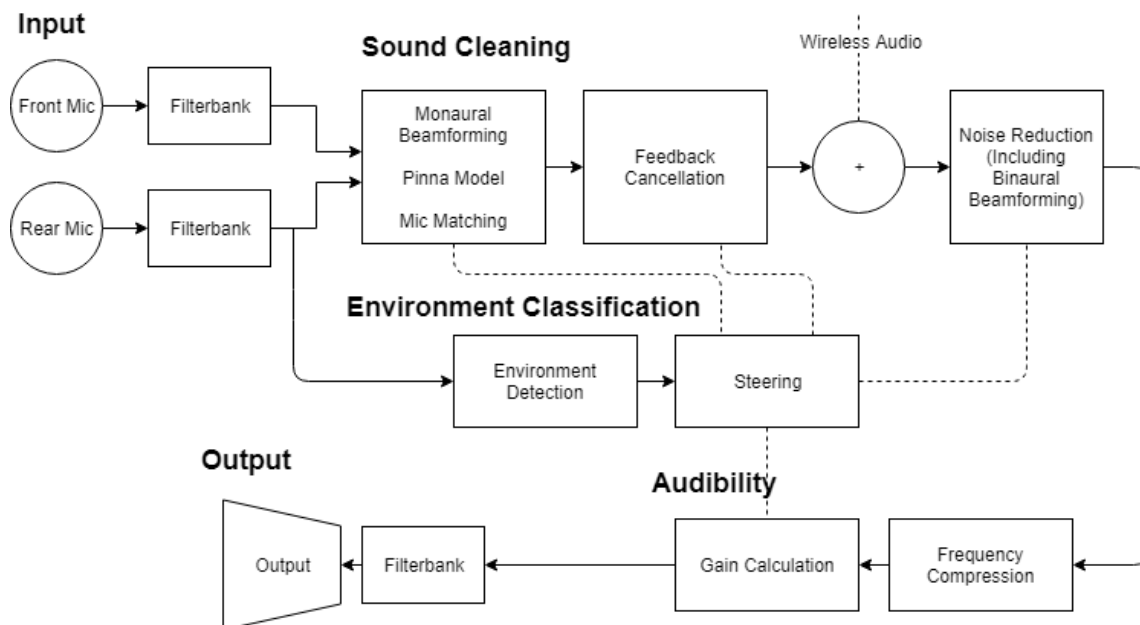 Input
Sound Cleaning
Wireless Audio
Front Mic
Filterbank
Monaural
Beamforming
Pinna Model
Mic Matching
Feedback
Cancellation
+
Noise Reduction
(Including
Binaural
Beamforming)
Rear Mic
Filterbank
Environment Classification
Environment
Detection
Steering
Output
Audibility
Output
Filterbank
Gain Calculation
Frequency
Compression